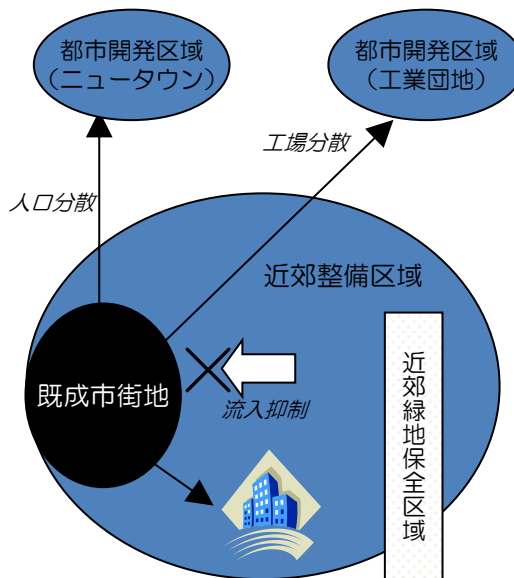 都市開発区域
（ニュータウン）
都市開発区域
（工業団地）
工場分散
人口分散
近郊整備区域
既成市街地
流入抑制
近郊緑地保全区域